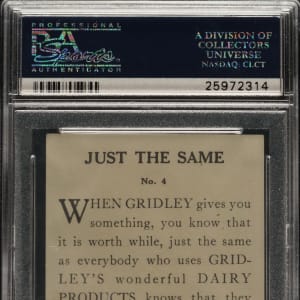 PROFESSIONAL
PSA
Sports
AUTHENTICATOR
A DIVISION OF
COLLECTORS
UNIVERSE
NASDAQ: CLCT
25972314
JUST THE SAME
No. 4
WHEN GRIDLEY gives you
something, you know that
it is worth while, just the same
as everybody who uses GRID-
LEY'S wonderful DAIRY
PRODUCTS knows that they